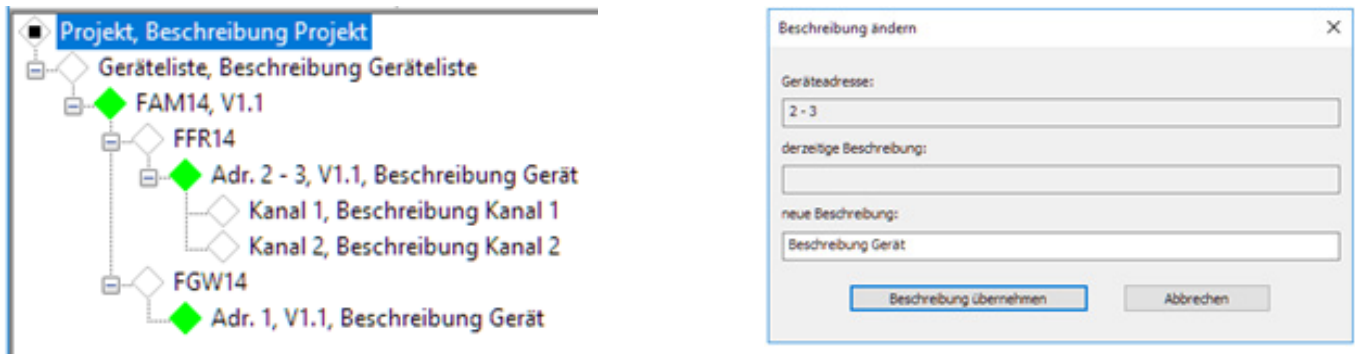 Projekt, Beschreibung Projekt
Geräteliste, Beschreibung Geräteliste
FAM14, V1.1
FFR14
Adr. 2 - 3, V1.1, Beschreibung Gerät
Kanal 1, Beschreibung Kanal 1
Kanal 2, Beschreibung Kanal 2
FGW14
Adr. 1, V1.1, Beschreibung Gerät
Beschreibung ändern
Geräteadresse:
2 - 3
derzeitige Beschreibung:
neue Beschreibung:
Beschreibung Gerät
Beschreibung übernehmen
Abbrechen